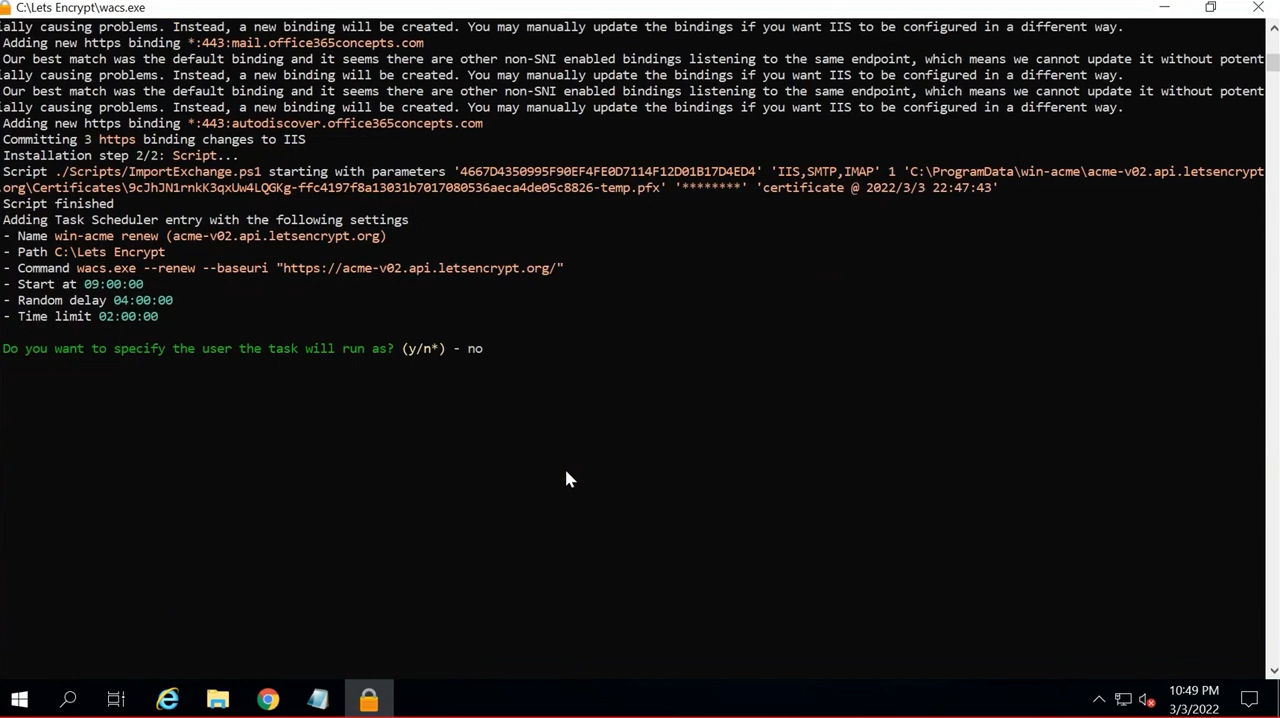 C:\Lets Encrypt\wacs.exe
ially causing problems. Instead, a new binding will be created. You may manually update the bindings if you want IIS to be configured in a different way.
Adding new https binding *:443:mail.office365concepts.com
Our best match was the default binding and it seems there are other non-SNI enabled bindings listening to the same endpoint, which means we cannot update it without potent
ially causing problems. Instead, a new binding will be created. You may manually update the bindings if you want IIS to be configured in a different way.
Our best match was the default binding and it seems there are other non-SNI enabled bindings listening to the same endpoint, which means we cannot update it without potent
ially causing problems. Instead, a new binding will be created. You may manually update the bindings if you want IIS to be configured in a different way.
Adding new https binding *:443:autodiscover.office365concepts.com
Committing 3 https binding changes to IIS
Installation step 2/2: Script...
Script ./Scripts/ImportExchange.ps1 starting with parameters '4667D4350995F90EF4FE0D7114F12D01B17D4ED4' 'IIS,SMTP,IMAP' 1 'C:\ProgramData\win-acme\acme-v02.api.letsencrypt
.org\Certificates\9cJhJN1rnkK3qxUw4LQGKg-ffc4197f8a13031b7017080536aeca4de05c8826-temp.pfx' '********' 'certificate @ 2022/3/3 22:47:43'
Script finished
Adding Task Scheduler entry with the following settings
- Name win-acme renew (acme-v02.api.letsencrypt.org)
- Path C:\Lets Encrypt
- Command wacs.exe --renew --baseuri "https://acme-v02.api.letsencrypt.org/"
- Start at 09:00:00
- Random delay 04:00:00
- Time limit 02:00:00
Do you want to specify the user the task will run as? (y/n*) - no
10:49 PM
3/3/2022